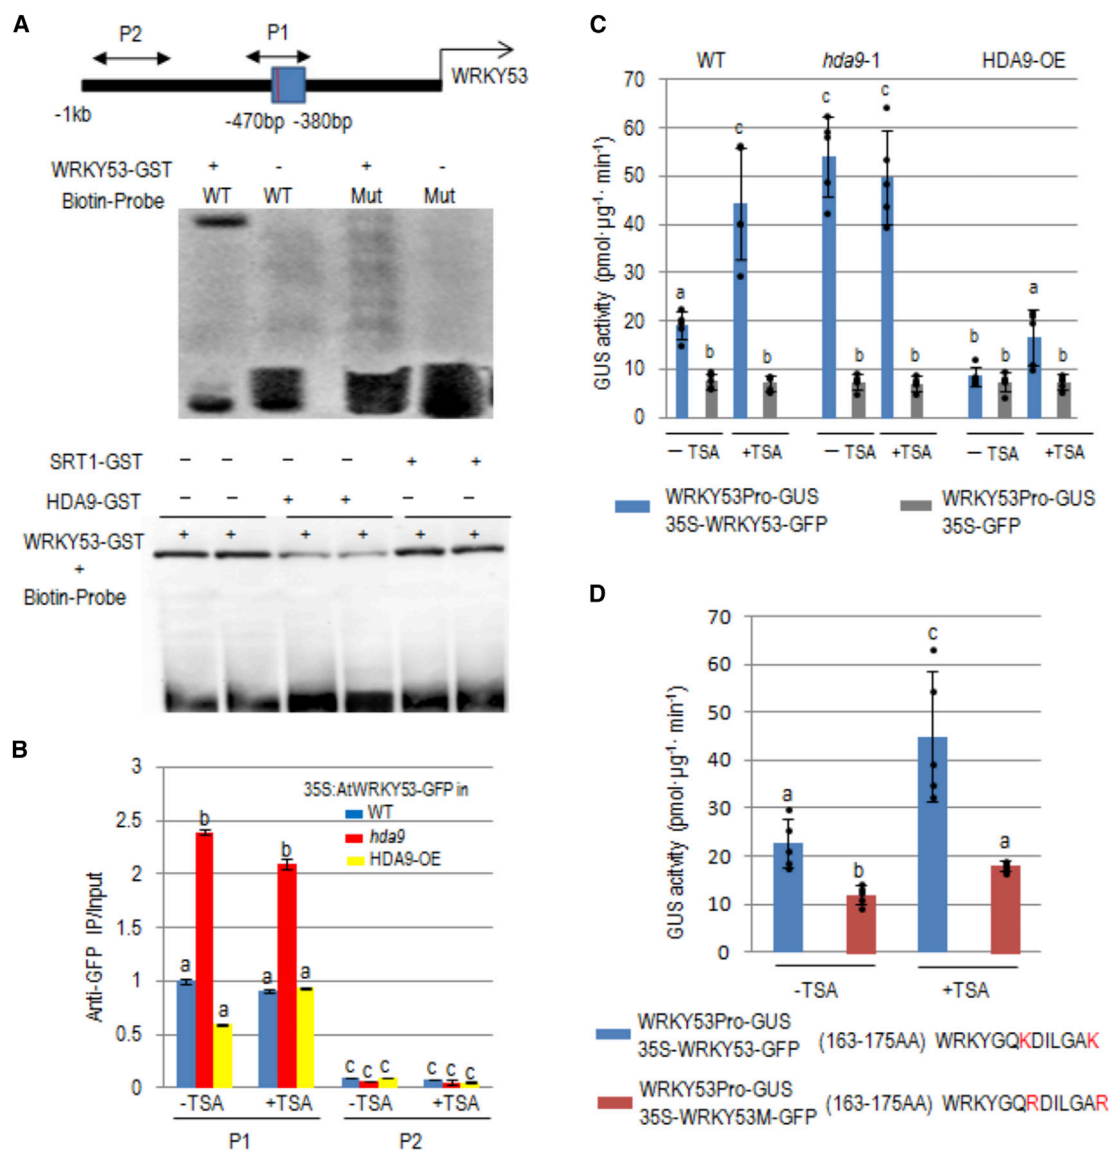 A
P2 P1
WRKY53
-1kb -470bp -380bp
WRKY53-GST + - + -
Biotin-Probe WT WT Mut Mut
SRT1-GST − − − − + +
HDA9-GST − − + + − −
WRKY53-GST + + + + + +
+
Biotin-Probe
B
Anti-GFP IP/Input
3
2.5
2
1.5
1
0.5
0
35S:AtWRKY53-GFP in
WT
hda9
HDA9-OE
a b a a b a c c c c c c
-TSA +TSA -TSA +TSA
P1 P2
C
WT hda9-1 HDA9-OE
GUS activity (pmol·µg⁻¹· min⁻¹)
70
60
50
40
30
20
10
0
a b c b c b c b b b a b
— TSA +TSA — TSA +TSA — TSA +TSA
WRKY53Pro-GUS
35S-WRKY53-GFP
WRKY53Pro-GUS
35S-GFP
D
GUS acitvity (pmol·µg⁻¹· min⁻¹)
70
60
50
40
30
20
10
0
a b c a
-TSA +TSA
WRKY53Pro-GUS
35S-WRKY53-GFP (163-175AA) WRKYGQKDILGAK
WRKY53Pro-GUS
35S-WRKY53M-GFP (163-175AA) WRKYGQRDILGAR